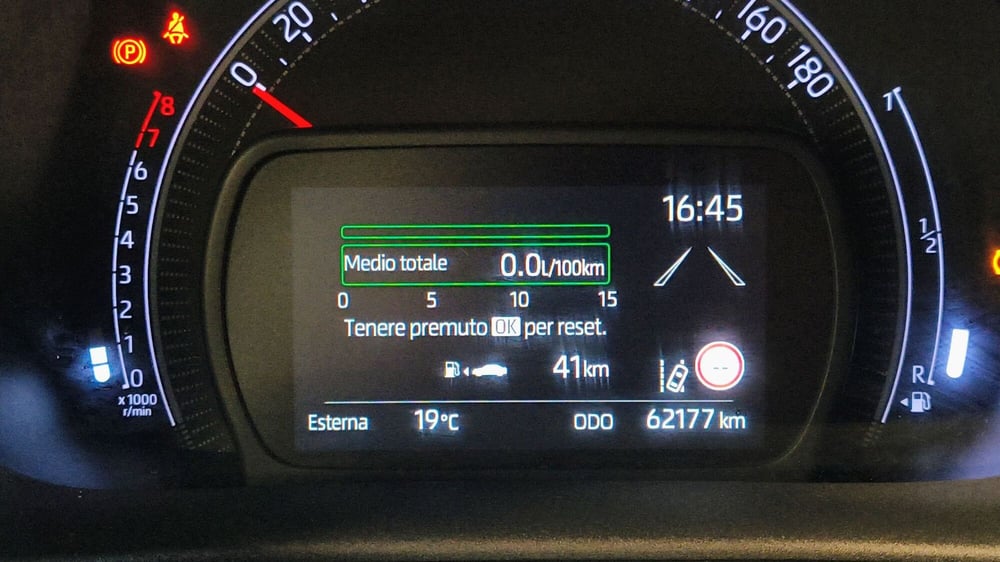 20
0
160
180
P
8
7
6
5
4
3
2
1
0
x1000
r/min
16:45
Medio totale 0.0L/100km
0 5 10 15
Tenere premuto OK per reset.
41km
--
Esterna 19°C ODO 62177 km
1
1/2
R